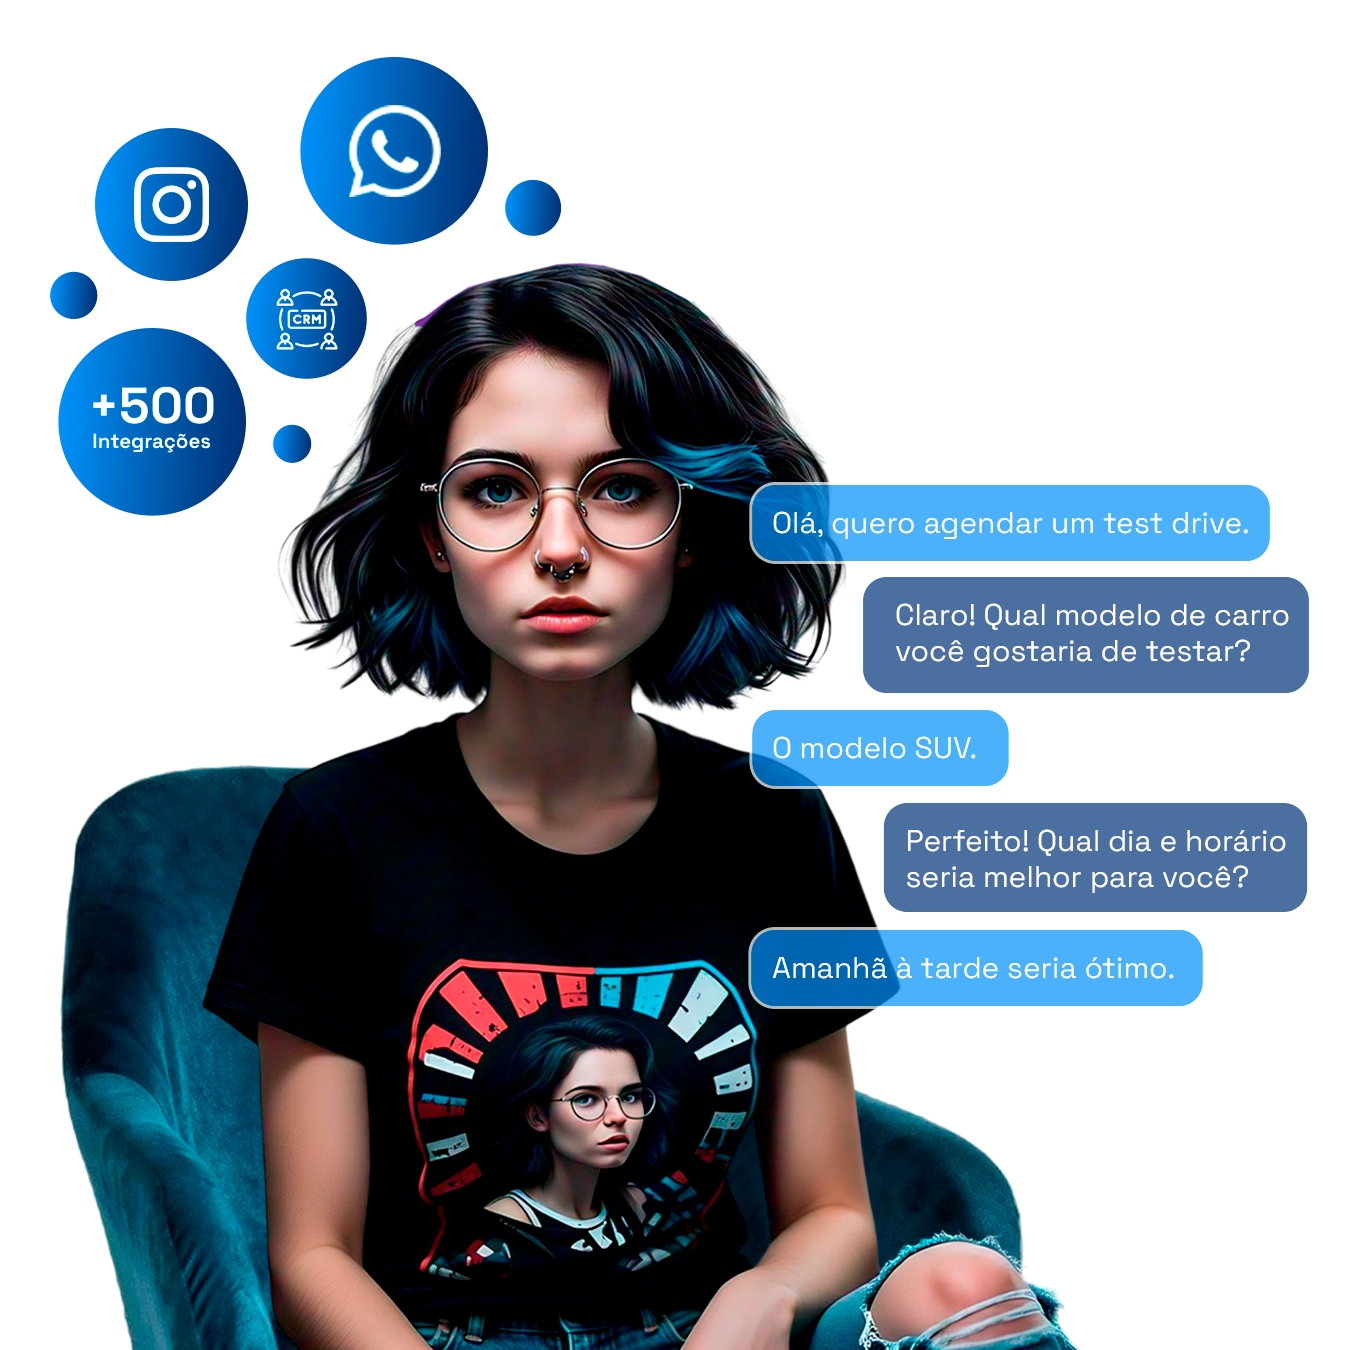 CRM
+500
Integrações
Olá, quero agendar um test drive.
Claro! Qual modelo de carro
você gostaria de testar?
O modelo SUV.
Perfeito! Qual dia e horário
seria melhor para você?
Amanhã à tarde seria ótimo.